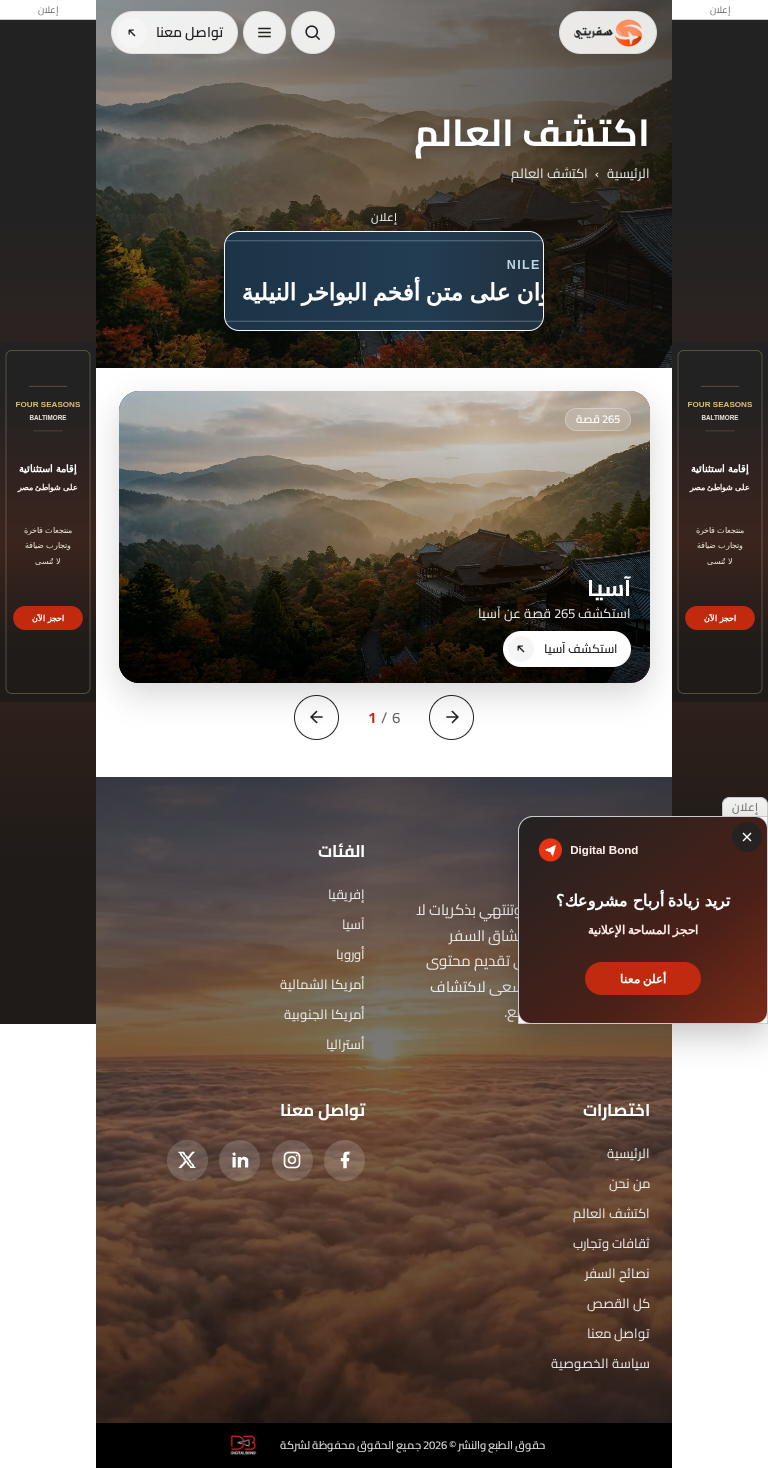 إعلان
إعلان
سفريتي
تواصل معنا
اكتشف العالم
الرئيسية › اكتشف العالم
إعلان
NILE
على متن أفخم البواخر النيلية
265 قصة
آسيا
استكشف 265 قصة عن آسيا
استكشف آسيا
1 / 6
FOUR SEASONS
BALTIMORE
إقامة استثنائية
على شواطئ مصر
منتجعات فاخرة
وتجارب ضيافة
لا تُنسى
احجز الآن
FOUR SEASONS
BALTIMORE
إقامة استثنائية
على شواطئ مصر
منتجعات فاخرة
وتجارب ضيافة
لا تُنسى
احجز الآن
إعلان
Digital Bond
تريد زيادة أرباح مشروعك؟
احجز المساحة الإعلانية
أعلن معنا
وتنتهي بذكريات لا
السفر
تقديم محتوى
لاكتشاف
الفئات
إفريقيا
آسيا
أوروبا
أمريكا الشمالية
أمريكا الجنوبية
أستراليا
اختصارات
الرئيسية
من نحن
اكتشف العالم
ثقافات وتجارب
نصائح السفر
كل القصص
تواصل معنا
سياسة الخصوصية
تواصل معنا
حقوق الطبع والنشر © 2026 جميع الحقوق محفوظة لشركة
DIGITAL BOND